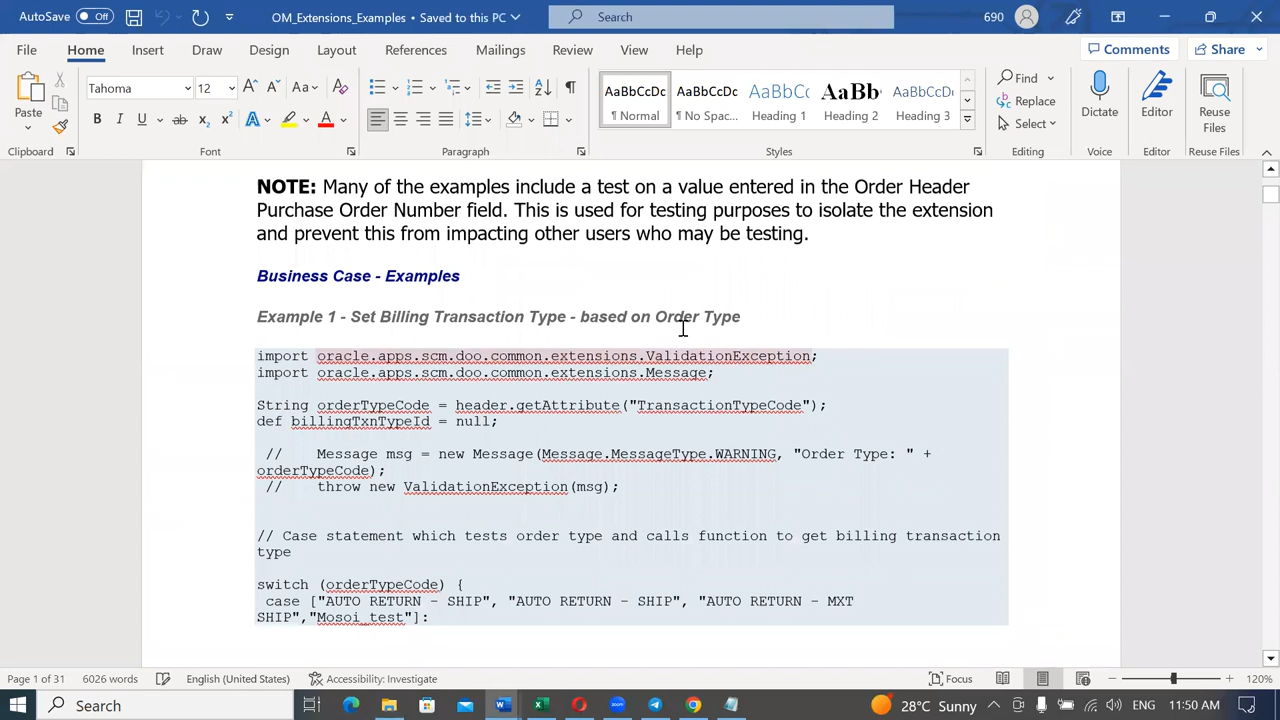 AutoSave Off OM_Extensions_Examples • Saved to this PC Search 690
File Home Insert Draw Design Layout References Mailings Review View Help Comments Share
Paste Tahoma 12 Aa A A
B I U ab x₂ x² A A
AaBbCcDc AaBbCcDc AaBbCc AaBb AaBbCcDc
¶ Normal ¶ No Spac... Heading 1 Heading 2 Heading 3
Find
Replace
Select
Dictate
Editor
Reuse Files
Clipboard Font Paragraph Styles Editing Voice Editor Reuse Files
NOTE: Many of the examples include a test on a value entered in the Order Header
Purchase Order Number field. This is used for testing purposes to isolate the extension
and prevent this from impacting other users who may be testing.
Business Case - Examples
Example 1 - Set Billing Transaction Type - based on Order Type
import oracle.apps.scm.doo.common.extensions.ValidationException;
import oracle.apps.scm.doo.common.extensions.Message;
String orderTypeCode = header.getAttribute("TransactionTypeCode");
def billingTxnTypeId = null;
// Message msg = new Message(Message.MessageType.WARNING, "Order Type: " +
orderTypeCode);
// throw new ValidationException(msg);
// Case statement which tests order type and calls function to get billing transaction
type
switch (orderTypeCode) {
case ["AUTO RETURN – SHIP", "AUTO RETURN – SHIP", "AUTO RETURN – MXT
SHIP","Mosoi_test"]:
Page 1 of 31 6026 words English (United States) Accessibility: Investigate Focus 120%
Search 28°C Sunny 11:50 AM